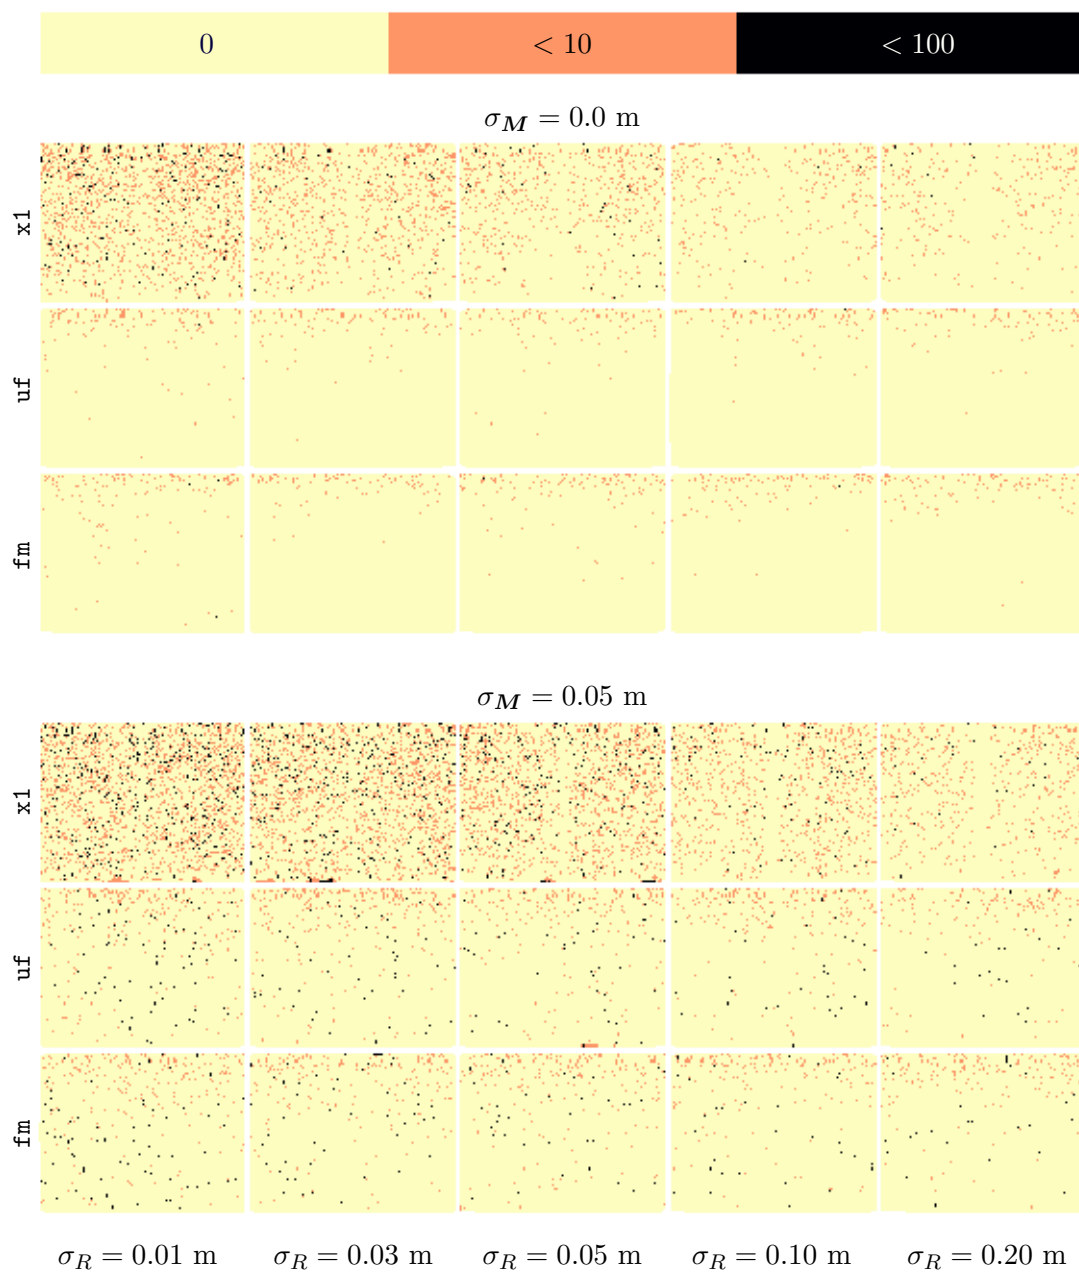 0 < 10 < 100
σ_M = 0.0 m
x1
uf
fm
σ_M = 0.05 m
x1
uf
fm
σ_R = 0.01 m σ_R = 0.03 m σ_R = 0.05 m σ_R = 0.10 m σ_R = 0.20 m